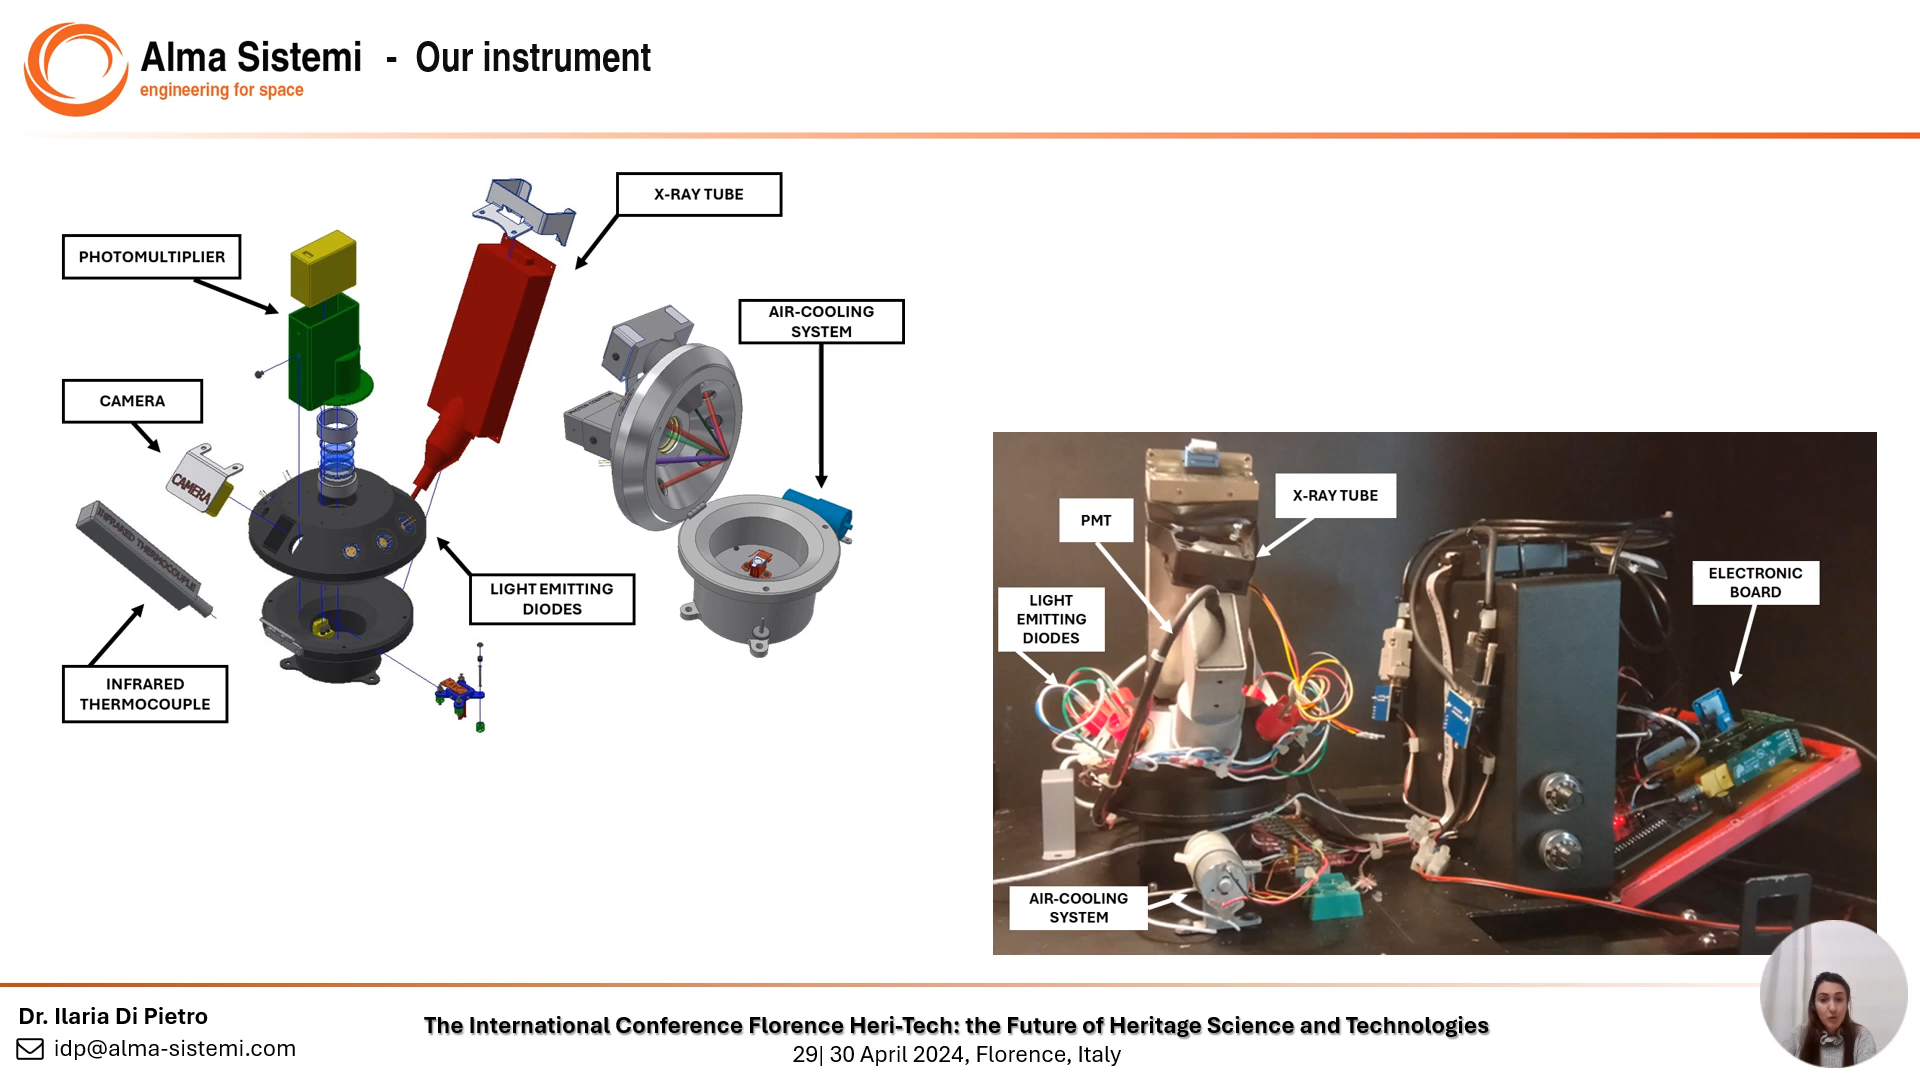 Alma Sistemi - Our instrument
engineering for space
X-RAY TUBE
PHOTOMULTIPLIER
AIR-COOLING
SYSTEM
CAMERA
CAMERA
INFRARED THERMOCOUPLE
LIGHT EMITTING
DIODES
INFRARED
THERMOCOUPLE
X-RAY TUBE
PMT
ELECTRONIC
BOARD
LIGHT
EMITTING
DIODES
AIR-COOLING
SYSTEM
Dr. Ilaria Di Pietro
idp@alma-sistemi.com
The International Conference Florence Heri-Tech: the Future of Heritage Science and Technologies
29| 30 April 2024, Florence, Italy